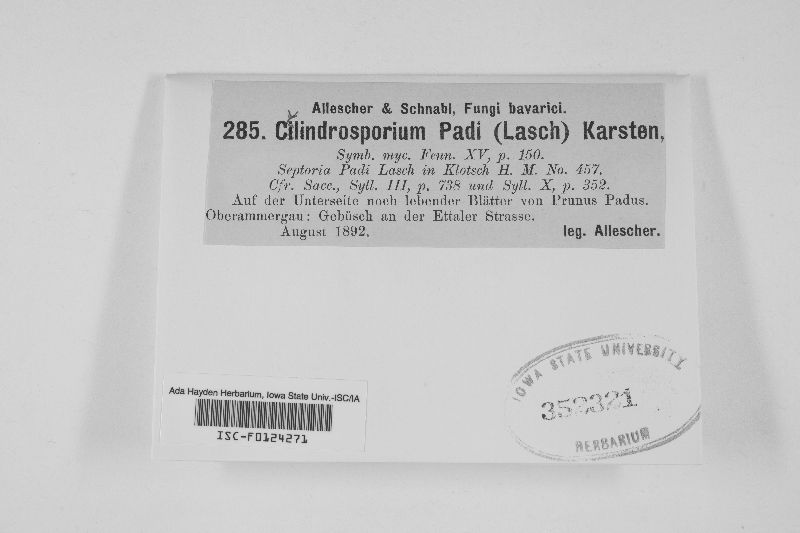 Allescher & Schnabl, Fungi bavarici.
285. Cilindrosporium Padi (Lasch) Karsten,
Symb. myc. Fenn. XV, p. 150.
Septoria Padi Lasch in Klotsch H. M. No. 457.
Cfr. Sacc., Syll. III, p. 738 und Syll. X, p. 352.
Auf der Unterseite noch lebender Blätter von Prunus Padus.
Oberammergau: Gebüsch an der Ettaler Strasse.
August 1892. leg. Allescher.
IOWA STATE UNIVERSITY
352321
HERBARIUM
Ada Hayden Herbarium, Iowa State Univ.-ISC/IA
ISC-F0124271